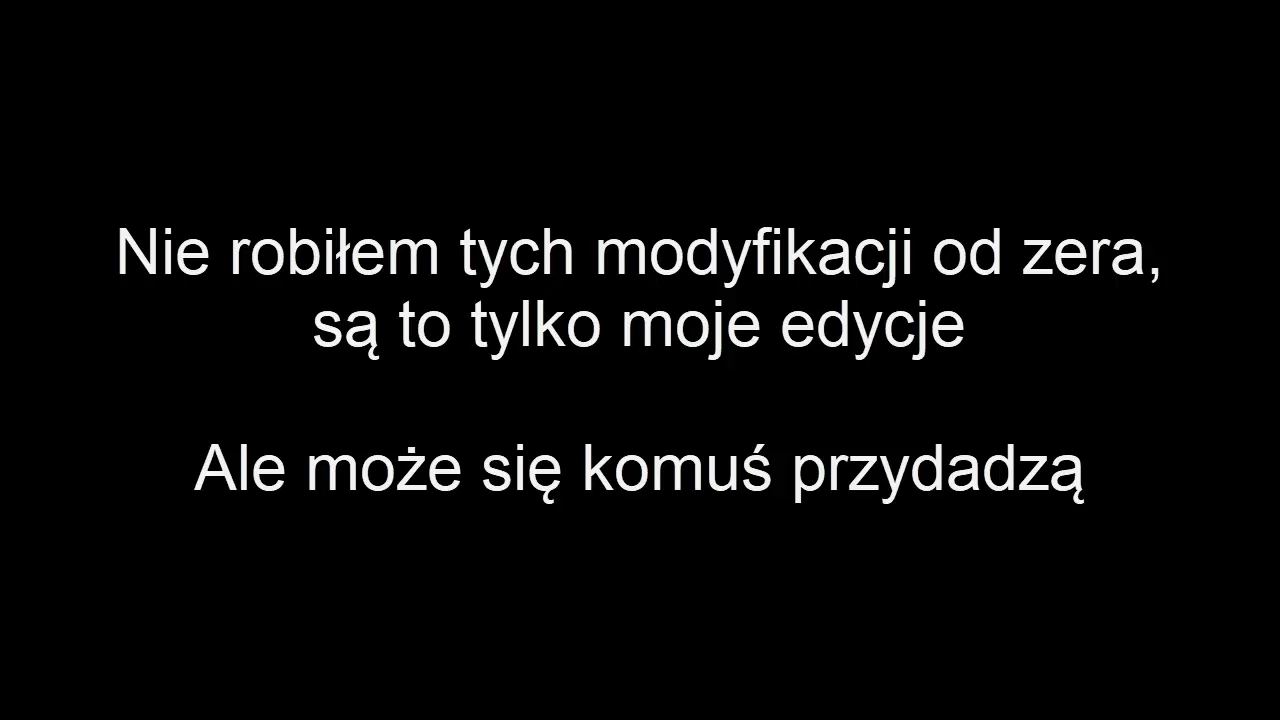 Nie robiłem tych modyfikacji od zera,
są to tylko moje edycje
Ale może się komuś przydadzą